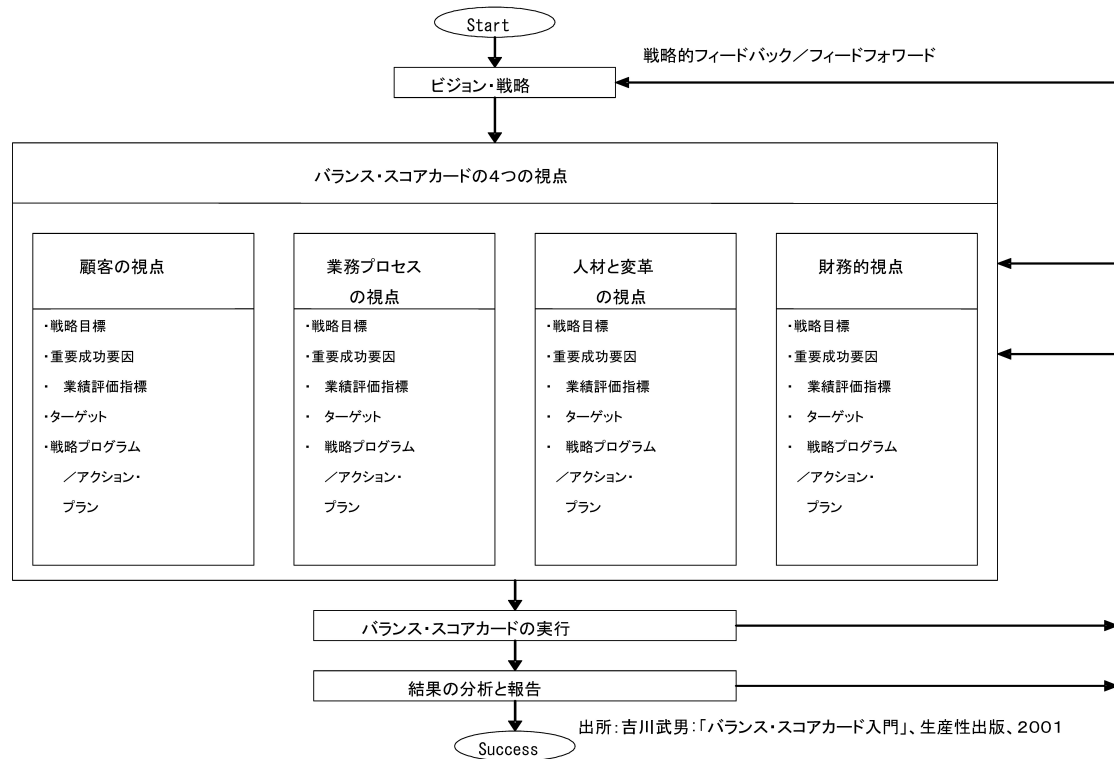 Start
戦略的フィードバック／フィードフォワード
ビジョン・戦略
バランス・スコアカードの4つの視点
顧客の視点
・戦略目標
・重要成功要因
・ 業績評価指標
・ターゲット
・戦略プログラム
／アクション・
プラン
業務プロセス
の視点
・戦略目標
・重要成功要因
・ 業績評価指標
・ ターゲット
・ 戦略プログラム
／アクション・
プラン
人材と変革
の視点
・戦略目標
・重要成功要因
・ 業績評価指標
・ ターゲット
・ 戦略プログラム
／アクション・
プラン
財務的視点
・戦略目標
・重要成功要因
・ 業績評価指標
・ ターゲット
・ 戦略プログラム
／アクション・
プラン
バランス・スコアカードの実行
結果の分析と報告
出所：吉川武男：「バランス・スコアカード入門」、生産性出版、2001
Success